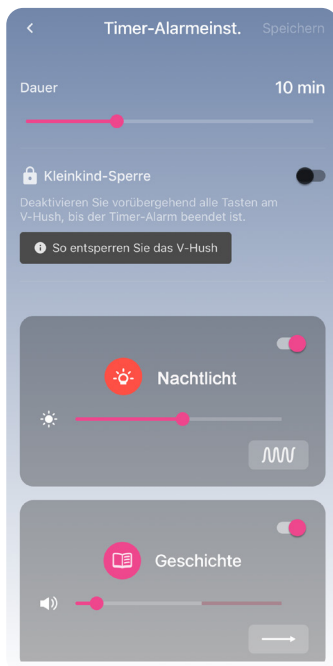 Timer-Alarmeinst. Speichern
Dauer 10 min
Kleinkind-Sperre
Deaktivieren Sie vorübergehend alle Tasten am
V-Hush, bis der Timer-Alarm beendet ist.
So entsperren Sie das V-Hush
Nachtlicht
Geschichte